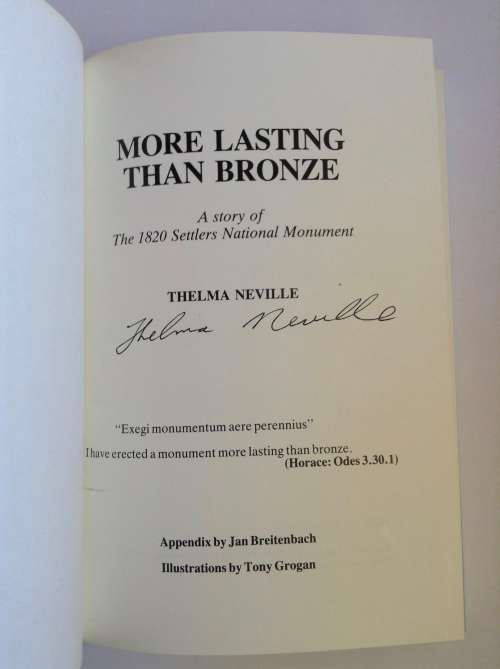 MORE LASTING
THAN BRONZE
A story of
The 1820 Settlers National Monument
THELMA NEVILLE
Thelma Neville
"Exegi monumentum aere perennius"
I have erected a monument more lasting than bronze.
(Horace: Odes 3.30.1)
Appendix by Jan Breitenbach
Illustrations by Tony Grogan